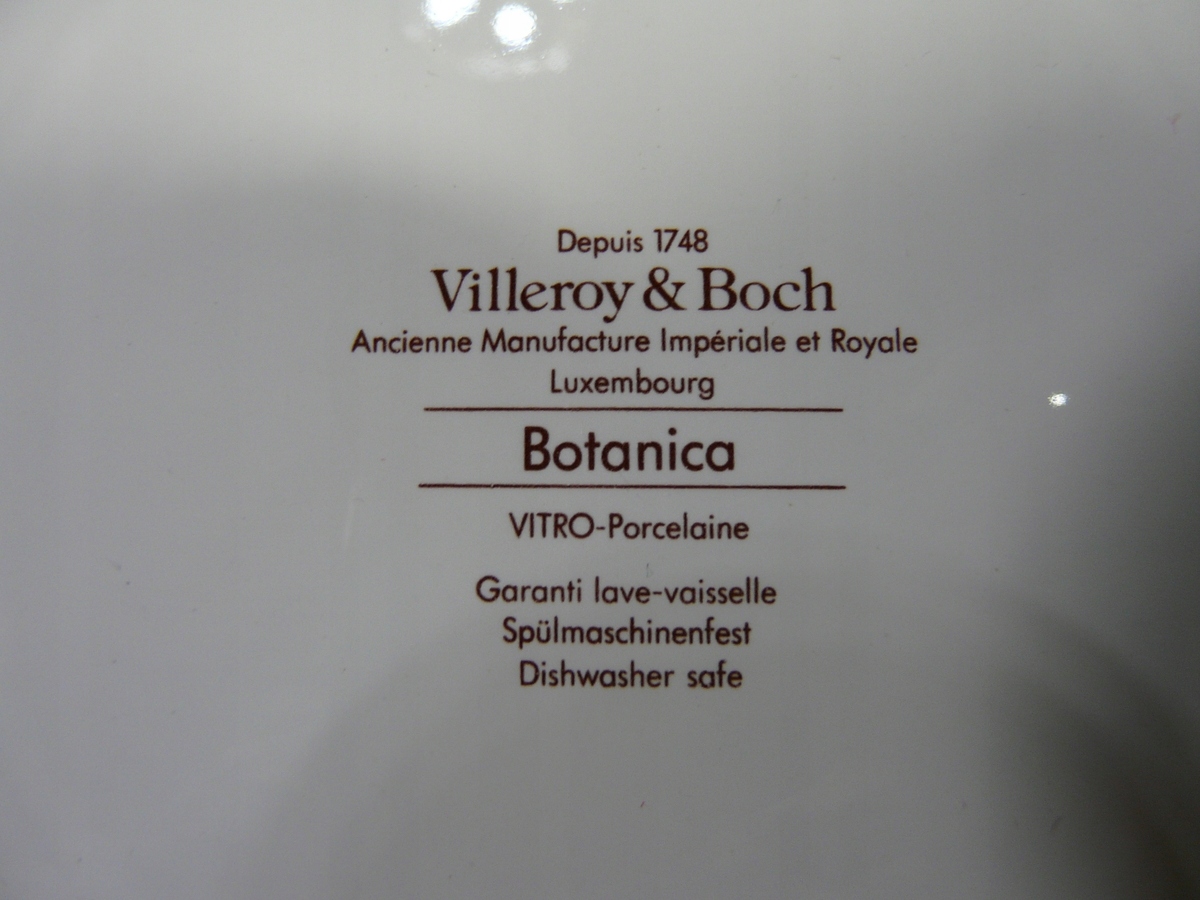 Depuis 1748
Villeroy & Boch
Ancienne Manufacture Impériale et Royale
Luxembourg
Botanica
VITRO-Porcelaine
Garanti lave-vaisselle
Spülmaschinenfest
Dishwasher safe